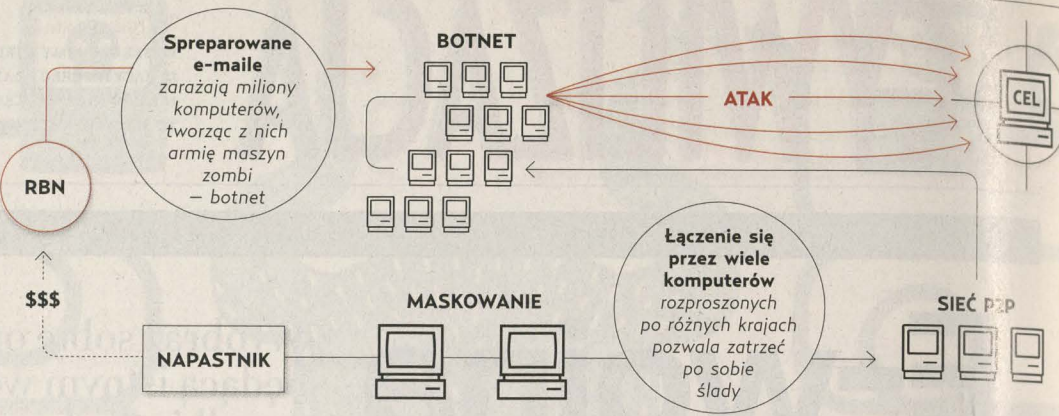 Spreparowane
e-maile
zarażają miliony
komputerów,
tworząc z nich
armię maszyn
zombi
– botnet
BOTNET
ATAK
CEL
RBN
$$$
NAPASTNIK
MASKOWANIE
Łączenie się
przez wiele
komputerów
rozproszonych
po różnych krajach
pozwala zatrzeć
po sobie
ślady
SIEĆ P2P